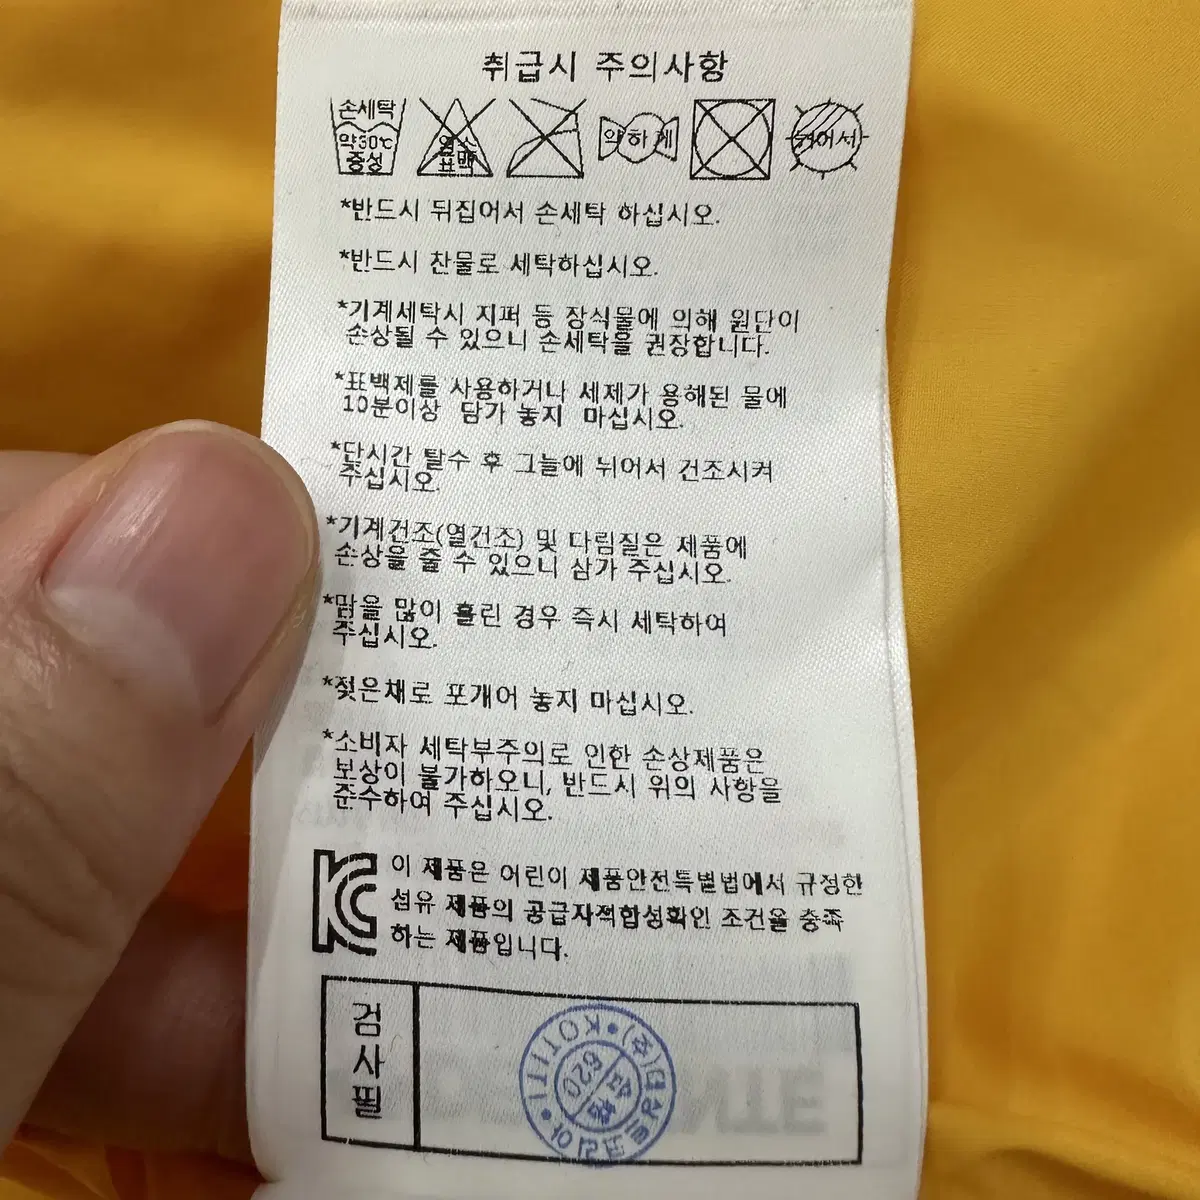 취급시 주의사항
손세탁
약30℃
중성
염소
표백
약하게
뉘어서
*반드시 뒤집어서 손세탁 하십시오.
*반드시 찬물로 세탁하십시오.
*기계세탁시 지퍼 등 장식물에 의해 원단이
손상될 수 있으니 손세탁을 권장합니다.
*표백제를 사용하거나 세제가 용해된 물에
10분이상 담가 놓지 마십시오.
*단시간 탈수 후 그늘에 뉘어서 건조시켜
주십시오.
*기계건조(열건조) 및 다림질은 제품에
손상을 줄 수 있으니 삼가 주십시오.
*땀을 많이 흘린 경우 즉시 세탁하여
주십시오.
*젖은채로 포개어 놓지 마십시오.
*소비자 세탁부주의로 인한 손상제품은
보상이 불가하오니, 반드시 위의 사항을
준수하여 주십시오.
KC
이 제품은 어린이 제품안전특별법에서 규정한
섬유 제품의 공급자적합성확인 조건을 충족
하는 제품입니다.
검사필
KOTITI
620